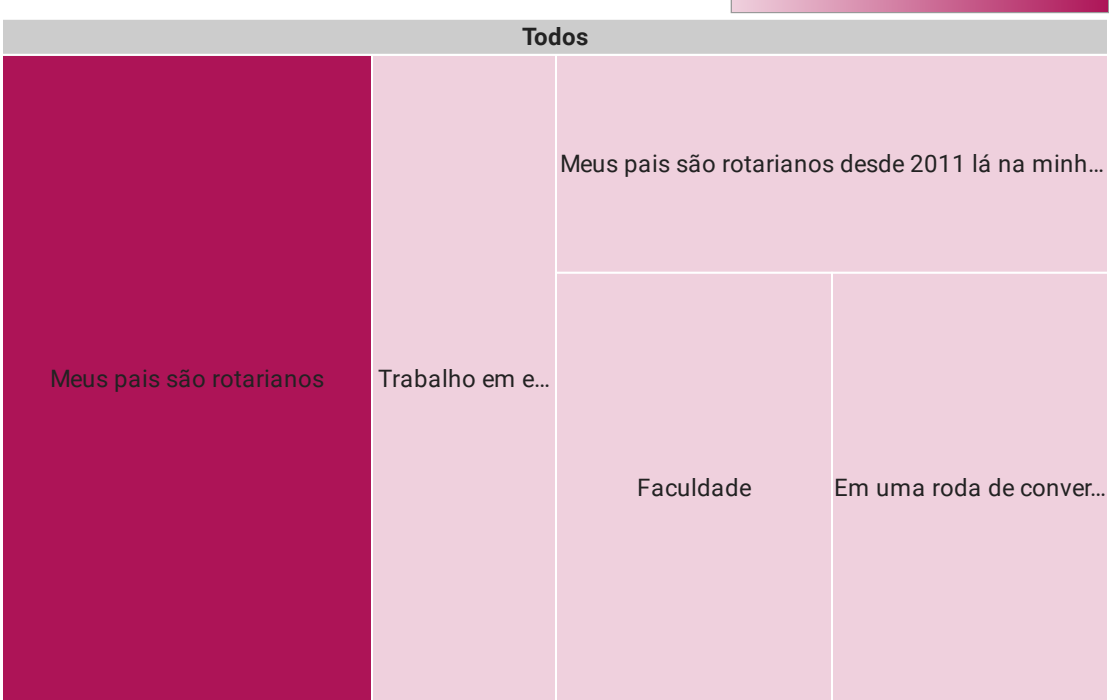 Todos
Meus pais são rotarianos desde 2011 lá na minh...
Meus pais são rotarianos
Trabalho em e...
Faculdade
Em uma roda de conver...